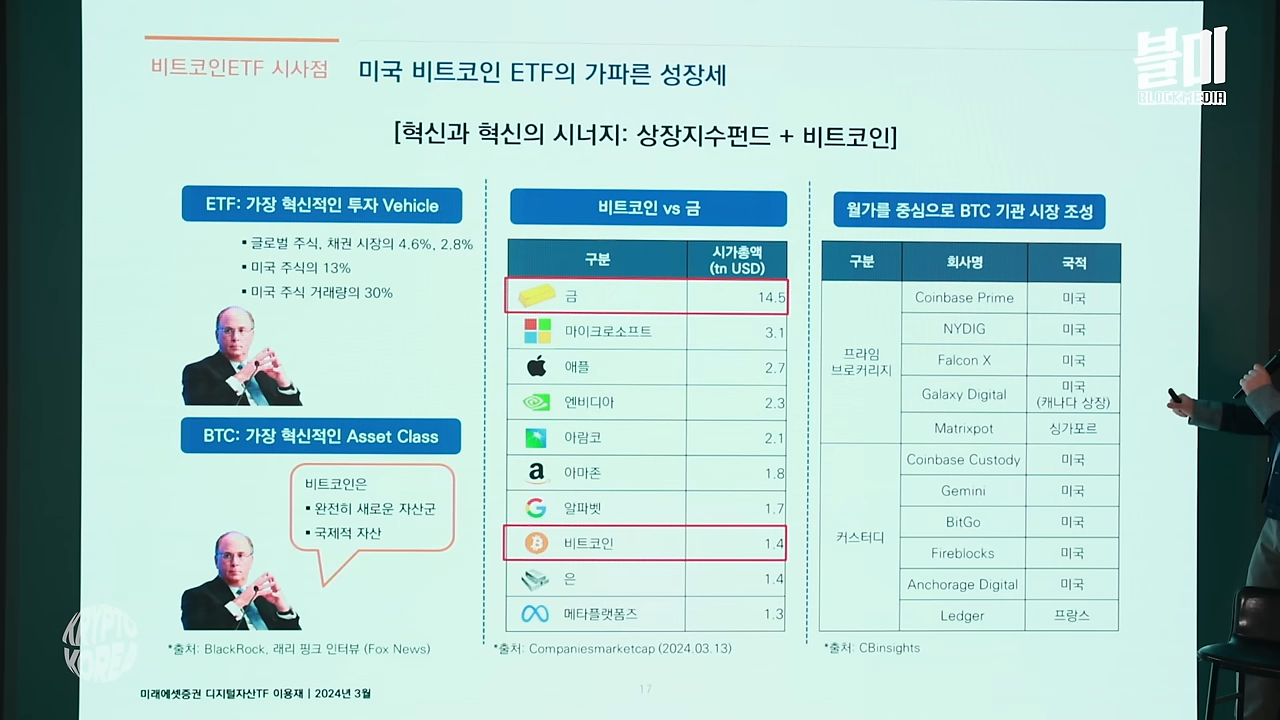 블미
BLOCKMEDIA
비트코인ETF 시사점
미국 비트코인 ETF의 가파른 성장세
[혁신과 혁신의 시너지: 상장지수펀드 + 비트코인]
ETF: 가장 혁신적인 투자 Vehicle
▪ 글로벌 주식, 채권 시장의 4.6%, 2.8%
▪ 미국 주식의 13%
▪ 미국 주식 거래량의 30%
BTC: 가장 혁신적인 Asset Class
비트코인은
▪ 완전히 새로운 자산군
▪ 국제적 자산
*출처: BlackRock, 래리 핑크 인터뷰 (Fox News)
비트코인 vs 금
구분 시가총액
(tn USD)
금 14.5
마이크로소프트 3.1
애플 2.7
엔비디아 2.3
아람코 2.1
아마존 1.8
알파벳 1.7
비트코인 1.4
은 1.4
메타플랫폼즈 1.3
*출처: Companiesmarketcap (2024.03.13)
월가를 중심으로 BTC 기관 시장 조성
구분 회사명 국적
프라임
브로커리지
Coinbase Prime 미국
NYDIG 미국
Falcon X 미국
Galaxy Digital 미국
(캐나다 상장)
Matrixpot 싱가포르
커스터디
Coinbase Custody 미국
Gemini 미국
BitGo 미국
Fireblocks 미국
Anchorage Digital 미국
Ledger 프랑스
*출처: CBinsights
KRYPTO
KOREA
미래에셋증권 디지털자산TF 이용재 | 2024년 3월
17